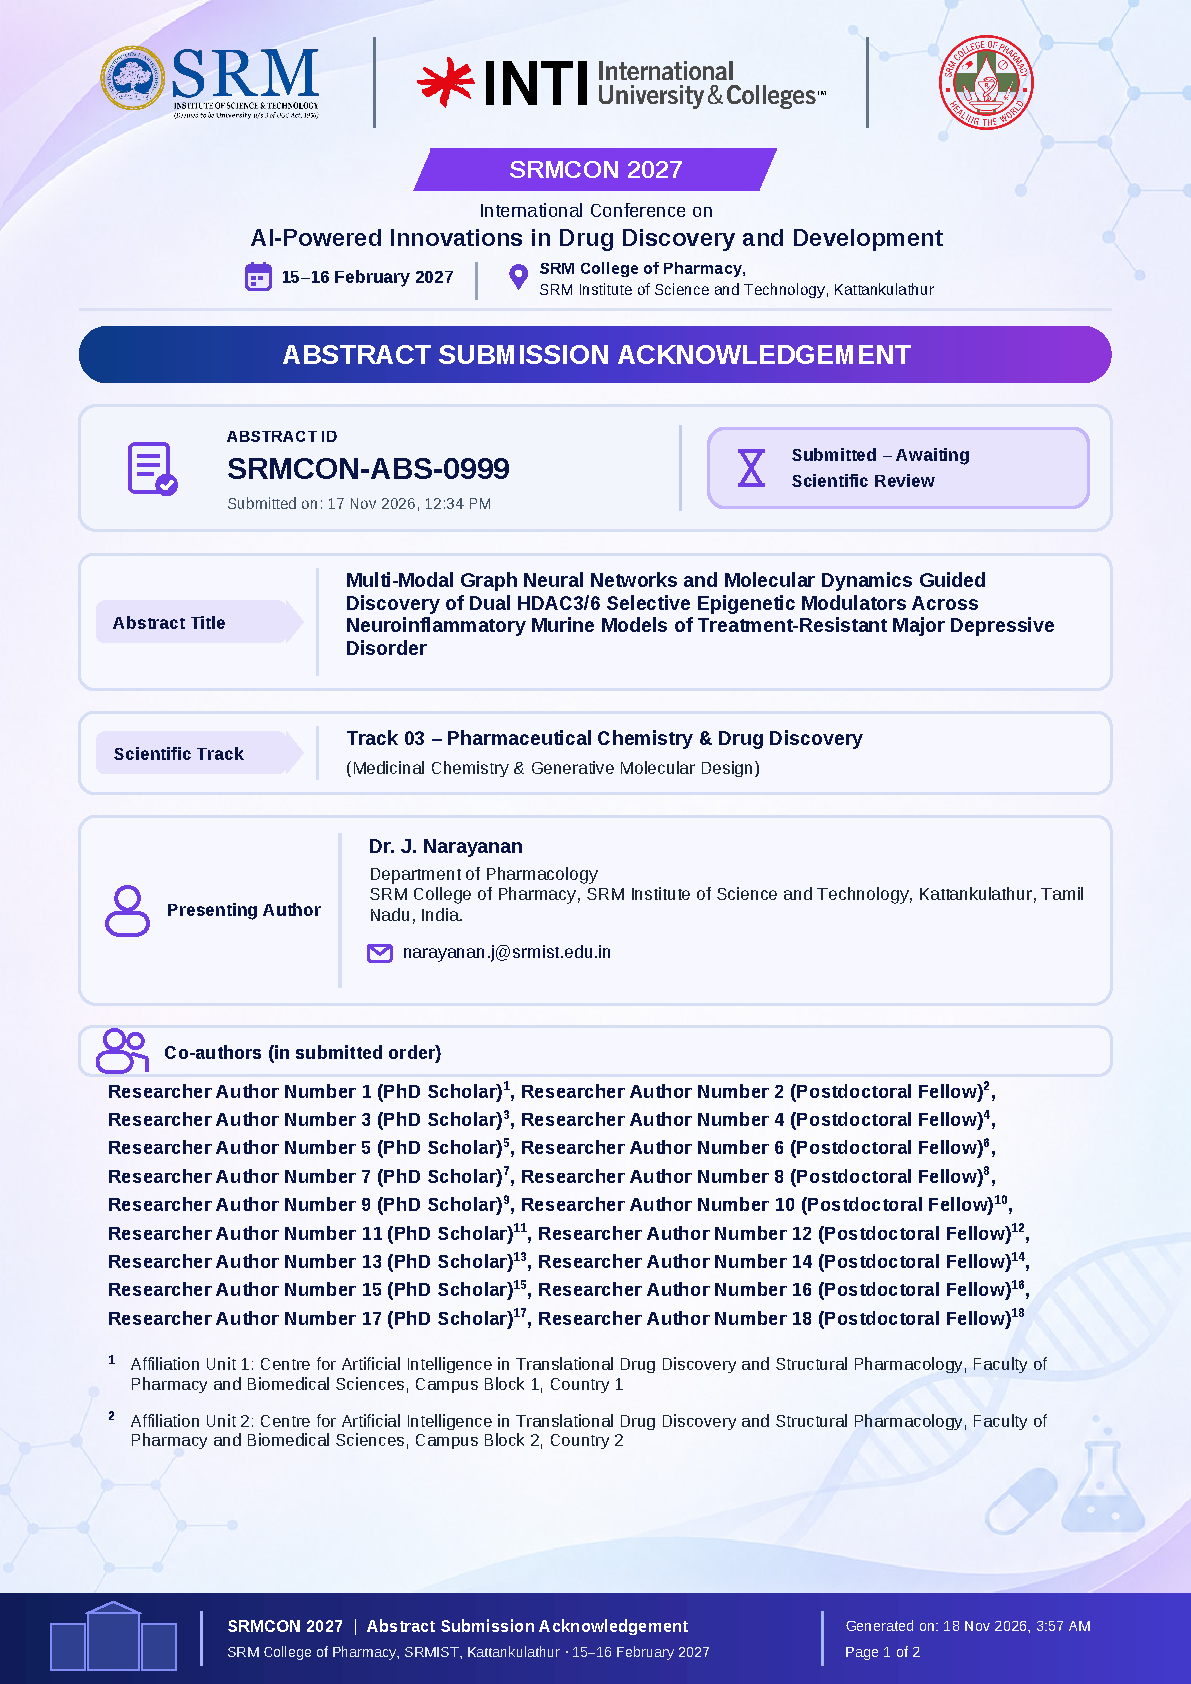 SRM
INSTITUTE OF SCIENCE & TECHNOLOGY
(Deemed to be University u/s 3 of UGC Act, 1956)
INTI International
University & Colleges™
SRM COLLEGE OF PHARMACY
HEALING THE WORLD
SRMCON 2027
International Conference on
AI-Powered Innovations in Drug Discovery and Development
15–16 February 2027
SRM College of Pharmacy,
SRM Institute of Science and Technology, Kattankulathur
ABSTRACT SUBMISSION ACKNOWLEDGEMENT
ABSTRACT ID
SRMCON-ABS-0999
Submitted on: 17 Nov 2026, 12:34 PM
Submitted – Awaiting
Scientific Review
Abstract Title
Multi-Modal Graph Neural Networks and Molecular Dynamics Guided
Discovery of Dual HDAC3/6 Selective Epigenetic Modulators Across
Neuroinflammatory Murine Models of Treatment-Resistant Major Depressive
Disorder
Scientific Track
Track 03 – Pharmaceutical Chemistry & Drug Discovery
(Medicinal Chemistry & Generative Molecular Design)
Presenting Author
Dr. J. Narayanan
Department of Pharmacology
SRM College of Pharmacy, SRM Institute of Science and Technology, Kattankulathur, Tamil
Nadu, India.
narayanan.j@srmist.edu.in
Co-authors (in submitted order)
Researcher Author Number 1 (PhD Scholar)¹, Researcher Author Number 2 (Postdoctoral Fellow)²,
Researcher Author Number 3 (PhD Scholar)³, Researcher Author Number 4 (Postdoctoral Fellow)⁴,
Researcher Author Number 5 (PhD Scholar)⁵, Researcher Author Number 6 (Postdoctoral Fellow)⁶,
Researcher Author Number 7 (PhD Scholar)⁷, Researcher Author Number 8 (Postdoctoral Fellow)⁸,
Researcher Author Number 9 (PhD Scholar)⁹, Researcher Author Number 10 (Postdoctoral Fellow)¹⁰,
Researcher Author Number 11 (PhD Scholar)¹¹, Researcher Author Number 12 (Postdoctoral Fellow)¹²,
Researcher Author Number 13 (PhD Scholar)¹³, Researcher Author Number 14 (Postdoctoral Fellow)¹⁴,
Researcher Author Number 15 (PhD Scholar)¹⁵, Researcher Author Number 16 (Postdoctoral Fellow)¹⁶,
Researcher Author Number 17 (PhD Scholar)¹⁷, Researcher Author Number 18 (Postdoctoral Fellow)¹⁸
¹ Affiliation Unit 1: Centre for Artificial Intelligence in Translational Drug Discovery and Structural Pharmacology, Faculty of
Pharmacy and Biomedical Sciences, Campus Block 1, Country 1
² Affiliation Unit 2: Centre for Artificial Intelligence in Translational Drug Discovery and Structural Pharmacology, Faculty of
Pharmacy and Biomedical Sciences, Campus Block 2, Country 2
SRMCON 2027 | Abstract Submission Acknowledgement
SRM College of Pharmacy, SRMIST, Kattankulathur · 15–16 February 2027
Generated on: 18 Nov 2026, 3:57 AM
Page 1 of 2